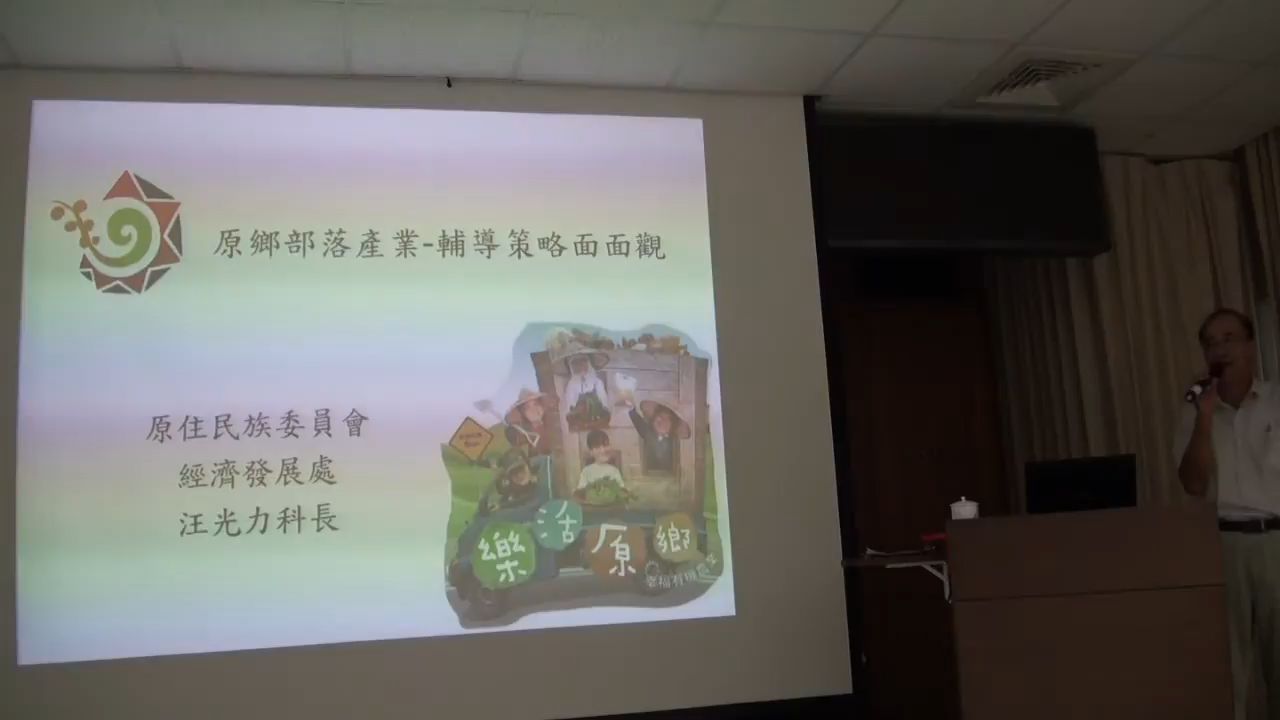 原鄉部落產業-輔導策略面面觀
原住民族委員會
經濟發展處
汪光力科長
樂活原鄉